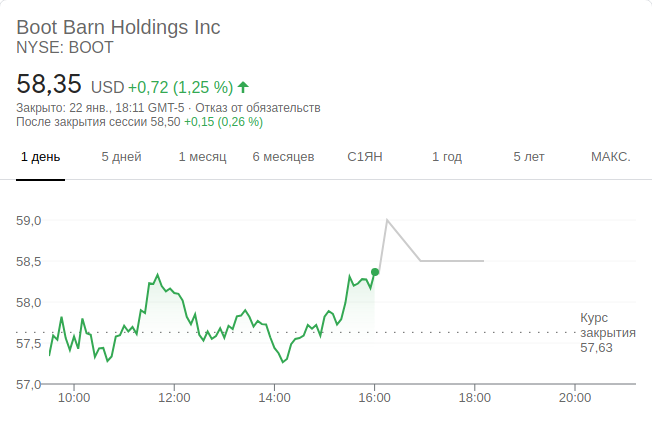 Boot Barn Holdings Inc
NYSE: BOOT
58,35 USD +0,72 (1,25 %)
Закрыто: 22 янв., 18:11 GMT-5 · Отказ от обязательств
После закрытия сессии 58,50 +0,15 (0,26 %)
1 день 5 дней 1 месяц 6 месяцев С1ЯН 1 год 5 лет МАКС.
59,0
58,5
58,0
57,5
57,0
Курс
закрытия
57,63
10:00 12:00 14:00 16:00 18:00 20:00